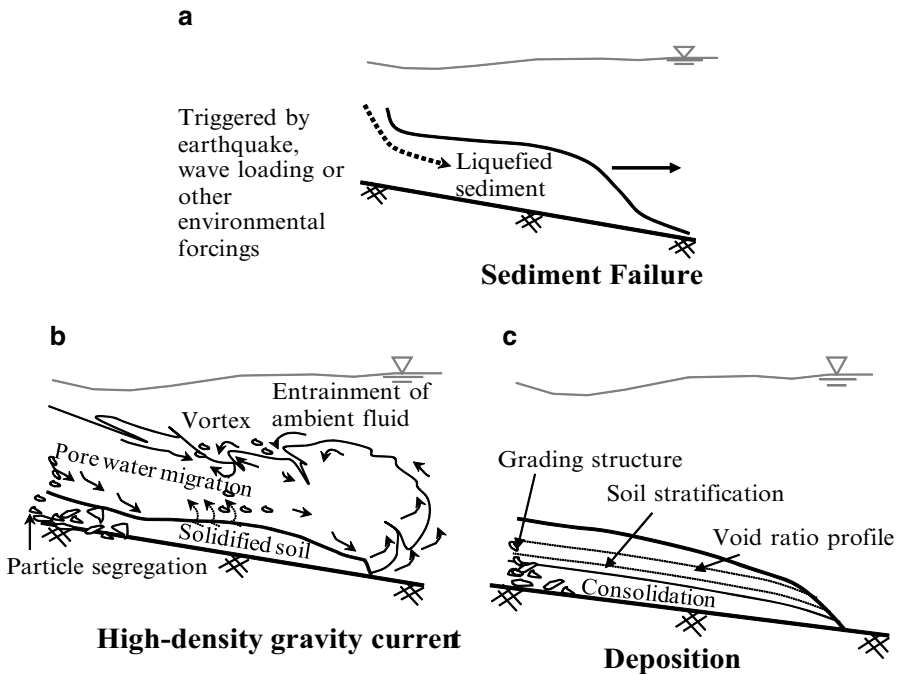 a
Triggered by
earthquake,
wave loading or
other
environmental
forcings
Liquefied
sediment
Sediment Failure
b
Entrainment of
ambient fluid
Vortex
Pore water migration
Solidified soil
Particle segregation
High-density gravity current
c
Grading structure
Soil stratification
Void ratio profile
Consolidation
Deposition